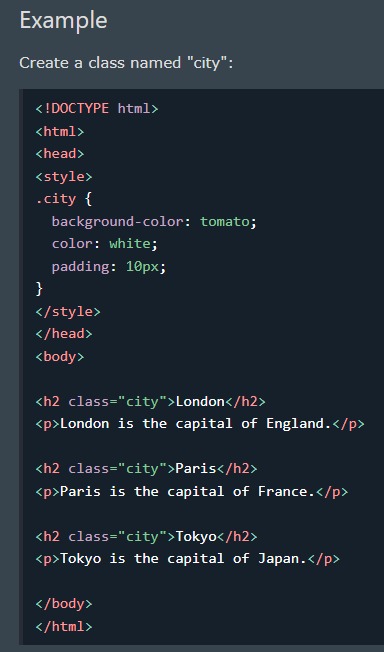 Example
Create a class named "city":
<!DOCTYPE html>
<html>
<head>
<style>
.city {
  background-color: tomato;
  color: white;
  padding: 10px;
}
</style>
</head>
<body>

<h2 class="city">London</h2>
<p>London is the capital of England.</p>

<h2 class="city">Paris</h2>
<p>Paris is the capital of France.</p>

<h2 class="city">Tokyo</h2>
<p>Tokyo is the capital of Japan.</p>

</body>
</html>